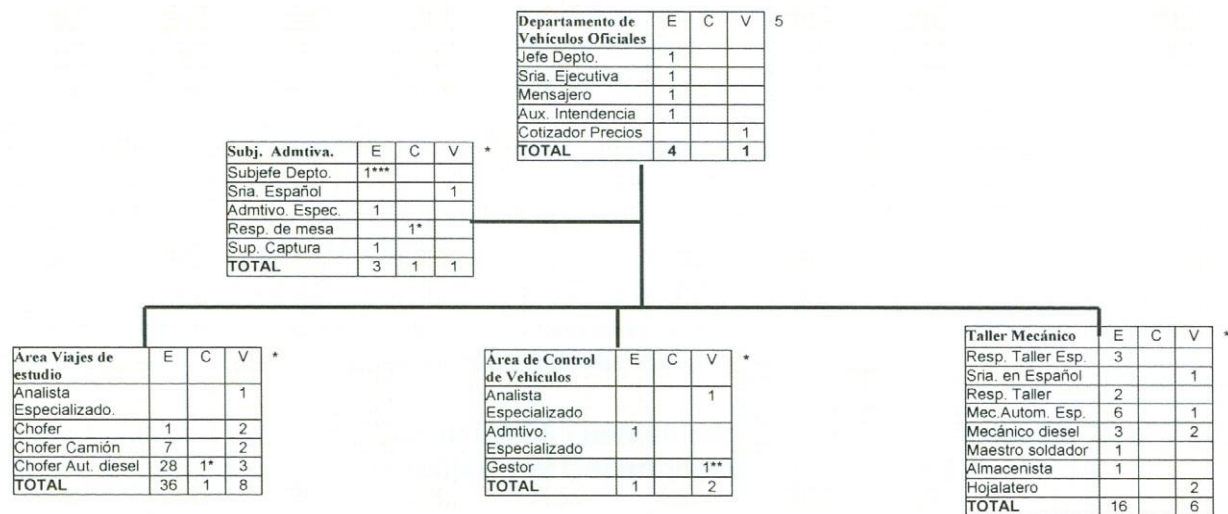 Departamento de E C V 5
Vehículos Oficiales
Jefe Depto. 1
Sria. Ejecutiva 1
Mensajero 1
Aux. Intendencia 1
Cotizador Precios 1
TOTAL 4 1
Subj. Admtiva. E C V *
Subjefe Depto. 1***
Sria. Español 1
Admtivo. Espec. 1
Resp. de mesa 1*
Sup. Captura 1
TOTAL 3 1 1
Área Viajes de E C V *
estudio
Analista 1
Especializado.
Chofer 1 2
Chofer Camión 7 2
Chofer Aut. diesel 28 1* 3
TOTAL 36 1 8
Área de Control E C V *
de Vehículos
Analista 1
Especializado
Admtivo. 1
Especializado
Gestor 1**
TOTAL 1 2
Taller Mecánico E C V *
Resp. Taller Esp. 3
Sria. en Español 1
Resp. Taller 2
Mec.Autom. Esp. 6 1
Mecánico diesel 3 2
Maestro soldador 1
Almacenista 1
Hojalatero 2
TOTAL 16 6